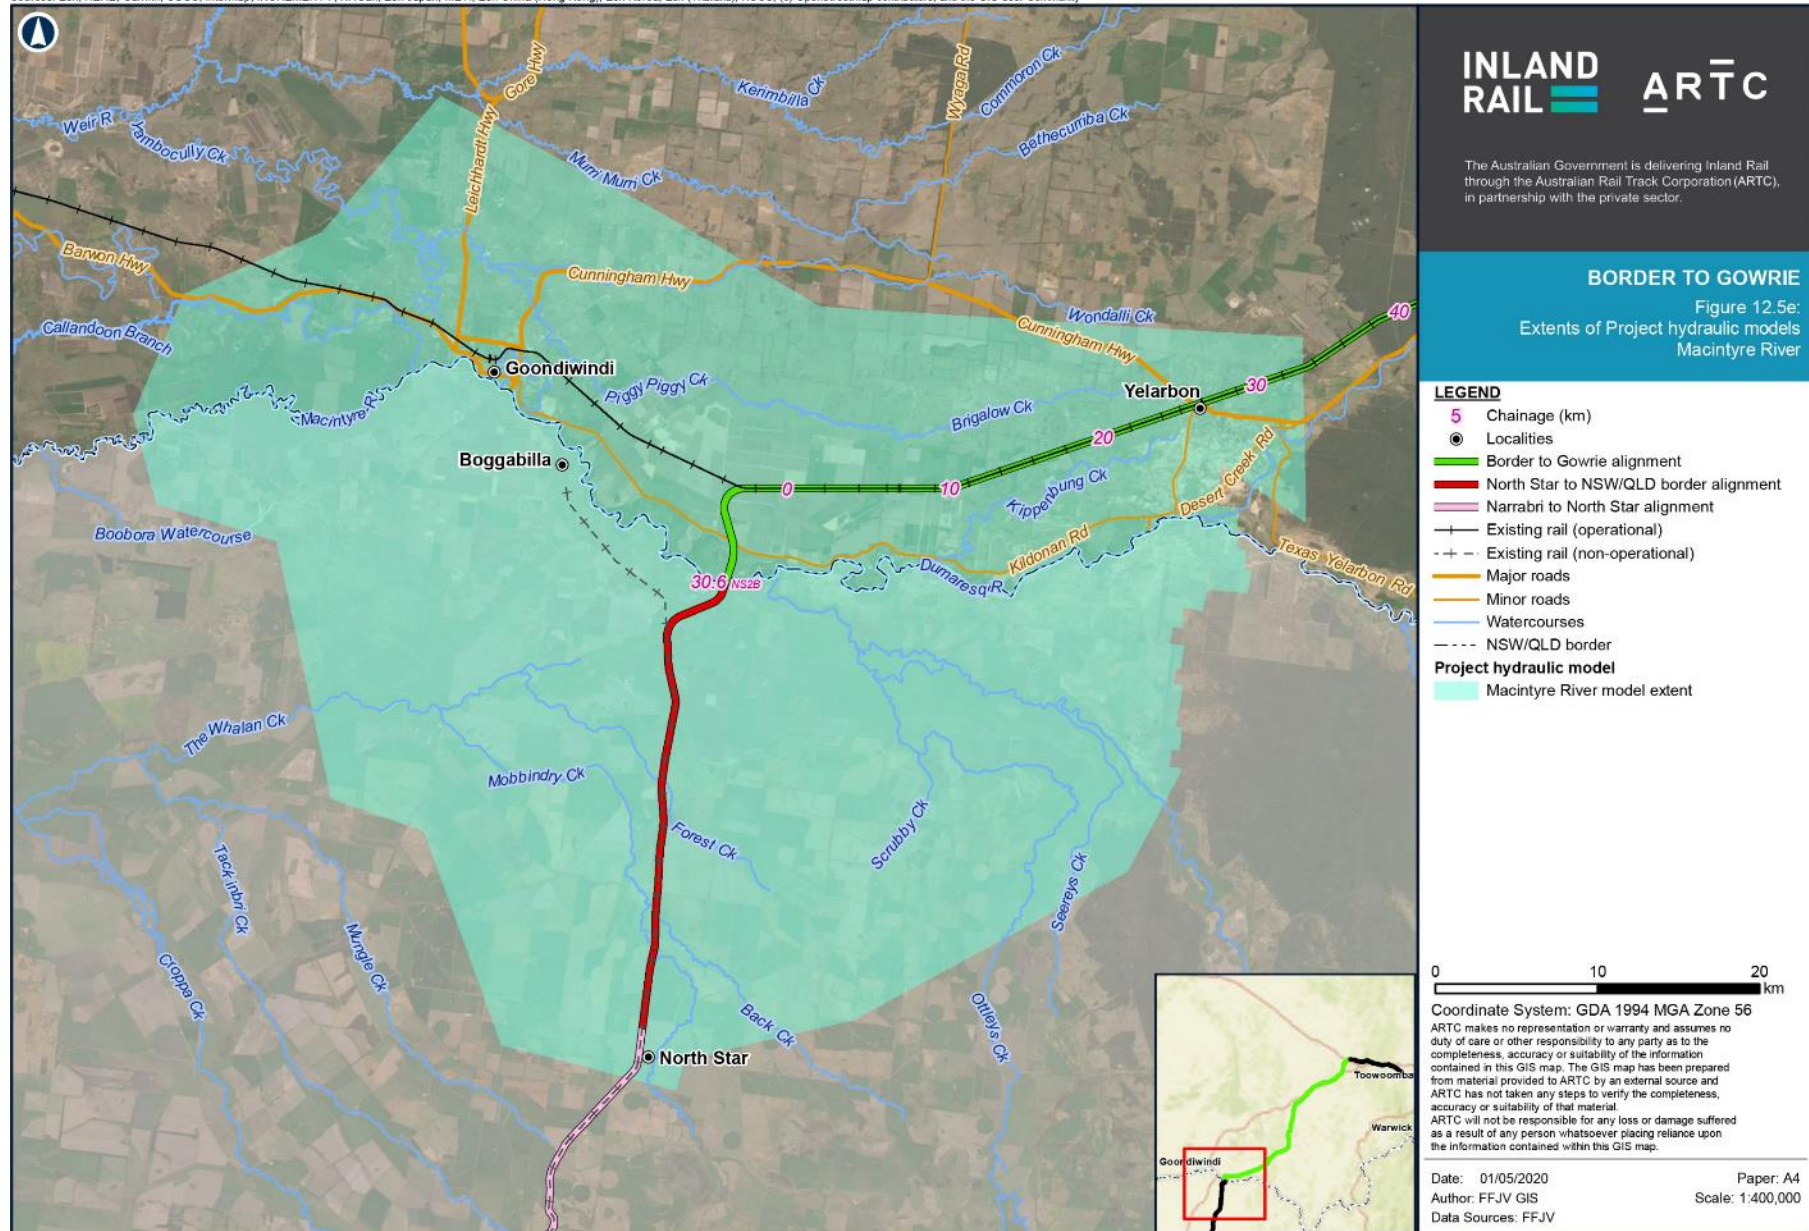 Weir R
Yambocully Ck
Leichhardt Hwy
Gore Hwy
Kerimbilla Ck
Wyaga Rd
Commoron Ck
Bethecurriba Ck
Murri Murri Ck
Barwon Hwy
Cunningham Hwy
Callandoon Branch
Wondalli Ck
Cunningham Hwy
40
Goondiwindi
Piggy Piggy Ck
Yelarbon
30
Macintyre R
Brigalow Ck
20
Boggabilla
Desert Creek Rd
0
10
Kippenbung Ck
Boobora Watercourse
Kildonan Rd
Texas Yelarbon Rd
Dumaresq R
30.6 NS2B
The Whalan Ck
Mobbindry Ck
Forest Ck
Scrubby Ck
Tackinbri Ck
Seereys Ck
Mungle Ck
Croppa Ck
Back Ck
Ottleys Ck
North Star
Toowoomba
Warwick
Goondiwindi
INLAND
RAIL
ARTC
The Australian Government is delivering Inland Rail
through the Australian Rail Track Corporation (ARTC),
in partnership with the private sector.
BORDER TO GOWRIE
Figure 12.5e:
Extents of Project hydraulic models
Macintyre River
LEGEND
5 Chainage (km)
Localities
Border to Gowrie alignment
North Star to NSW/QLD border alignment
Narrabri to North Star alignment
Existing rail (operational)
Existing rail (non-operational)
Major roads
Minor roads
Watercourses
NSW/QLD border
Project hydraulic model
Macintyre River model extent
0 10 20
km
Coordinate System: GDA 1994 MGA Zone 56
ARTC makes no representation or warranty and assumes no
duty of care or other responsibility to any party as to the
completeness, accuracy or suitability of the information
contained in this GIS map. The GIS map has been prepared
from material provided to ARTC by an external source and
ARTC has not taken any steps to verify the completeness,
accuracy or suitability of that material.
ARTC will not be responsible for any loss or damage suffered
as a result of any person whatsoever placing reliance upon
the information contained within this GIS map.
Date: 01/05/2020 Paper: A4
Author: FFJV GIS Scale: 1:400,000
Data Sources: FFJV